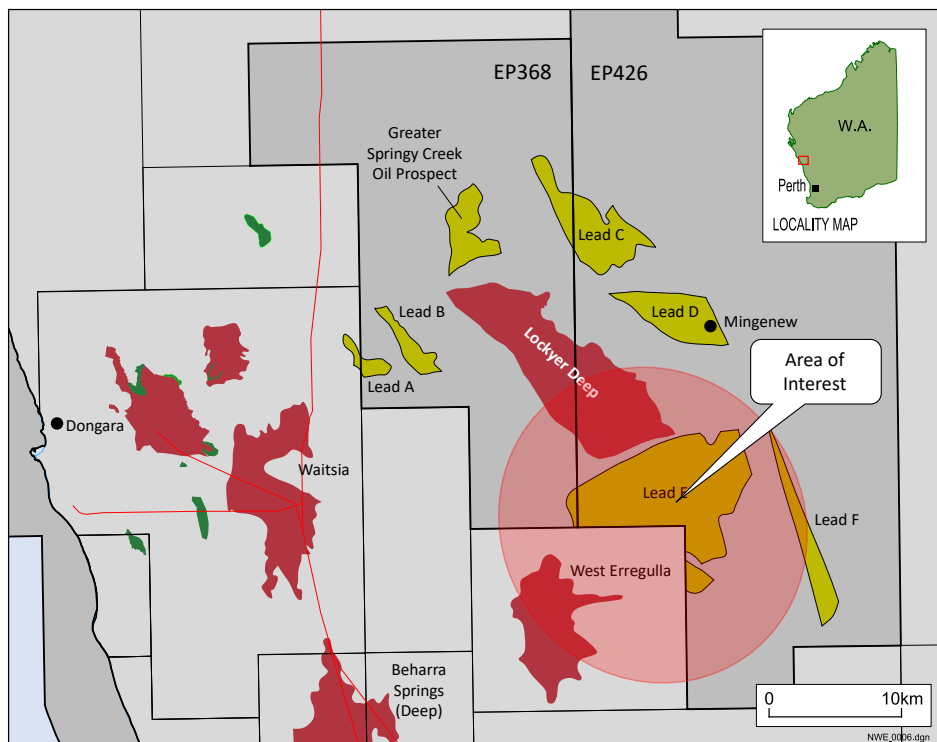 EP368
EP426
W.A.
Perth
LOCALITY MAP
Greater
Springy Creek
Oil Prospect
Lead C
Lead B
Lead D
Mingenew
Lockyer Deep
Area of
Interest
Lead A
Dongara
Waitsia
Lead E
Lead F
West Erregulla
Beharra
Springs
(Deep)
0 10km
NWE_0006.dgn